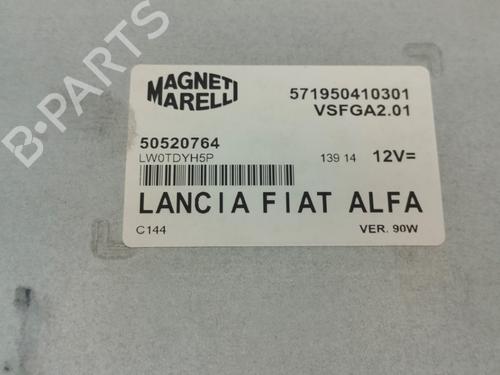 MAGNETI
MARELLI
571950410301
VSFGA2.01
50520764
LW0TDYH5P
139 14 12V=
LANCIA FIAT ALFA
C144
VER. 90W
B-PARTS